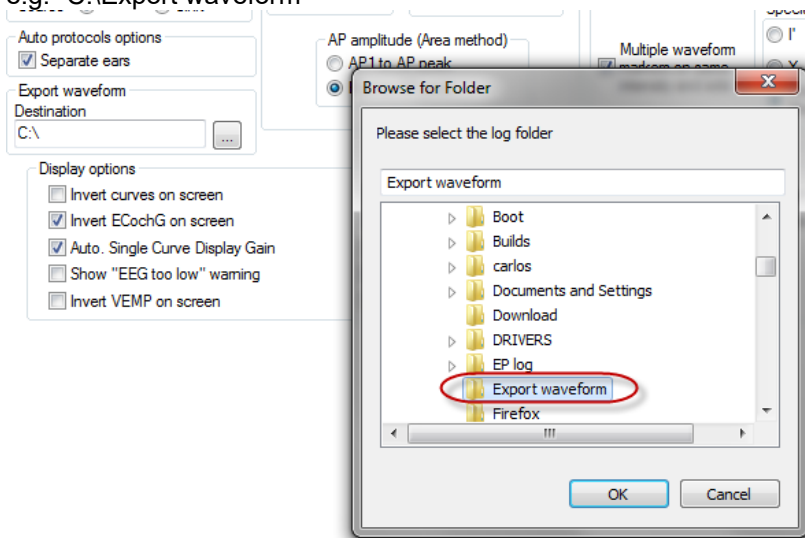 e.g. "C:\Export waveform"
Auto protocols options
Separate ears
Export waveform
Destination
C:\
...
AP amplitude (Area method)
AP1 to AP peak
Multiple waveform
Browse for Folder
Please select the log folder
Export waveform
Boot
Builds
carlos
Documents and Settings
Download
DRIVERS
EP log
Export waveform
Firefox
OK
Cancel
Display options
Invert curves on screen
Invert ECochG on screen
Auto. Single Curve Display Gain
Show "EEG too low" warning
Invert VEMP on screen